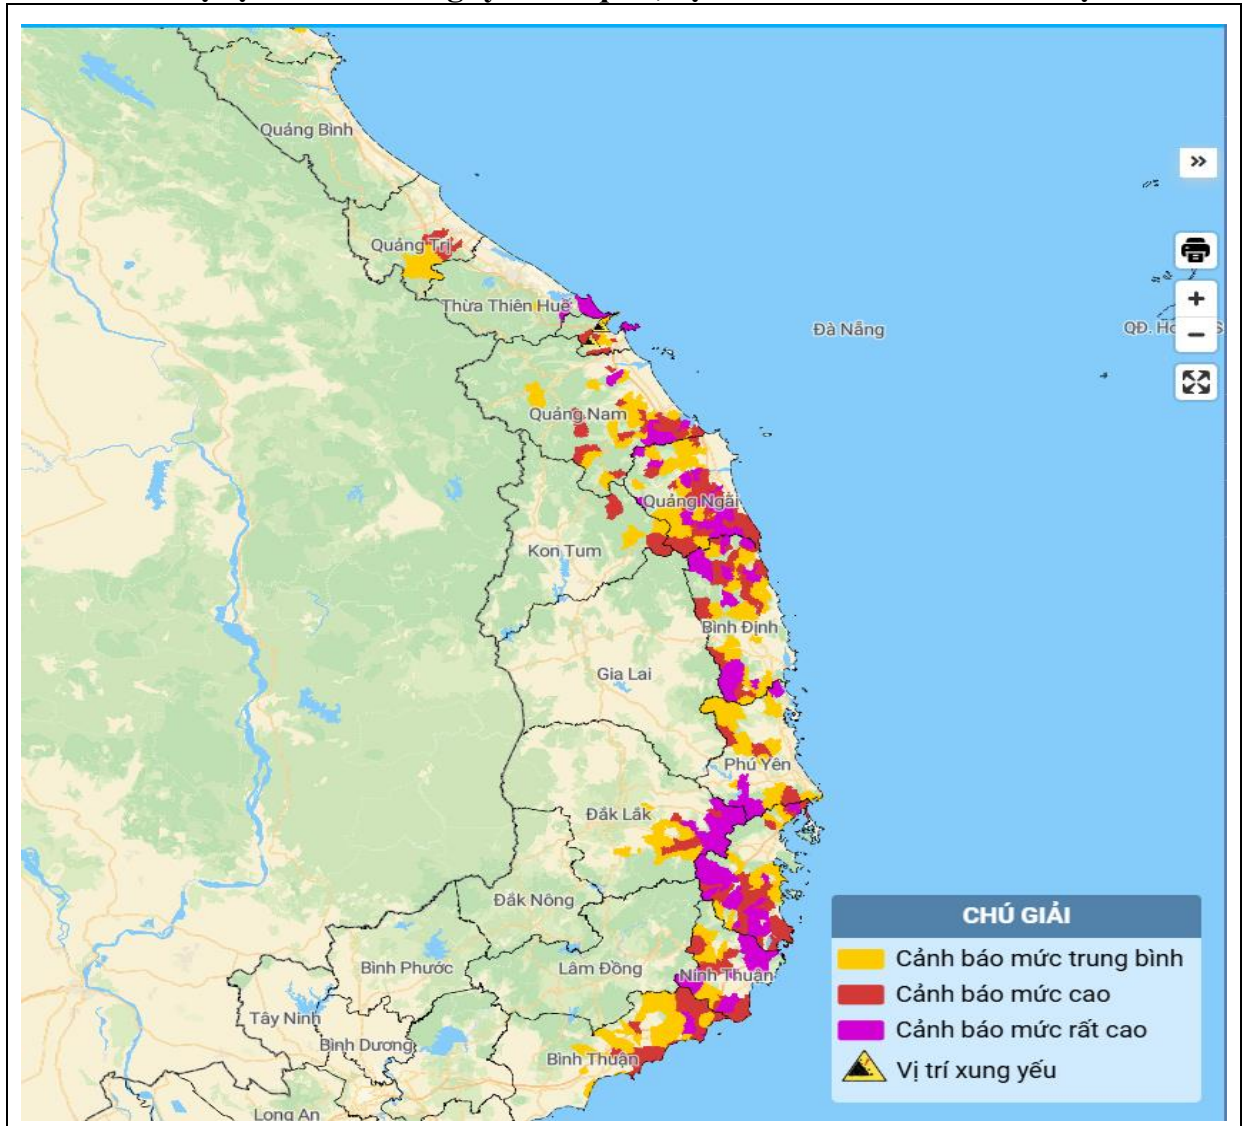 Quảng Bình
»
Quảng Trị
Thừa Thiên Huế
+
Đà Nẵng
−
Quảng Nam
Quảng Ngãi
Kon Tum
Bình Định
Gia Lai
Phú Yên
Đắk Lắk
Đắk Nông
CHÚ GIẢI
Cảnh báo mức trung bình
Bình Phước
Lâm Đồng
Ninh Thuận
Cảnh báo mức cao
Tây Ninh
Cảnh báo mức rất cao
Bình Dương
Bình Thuận
Vị trí xung yếu
Long An